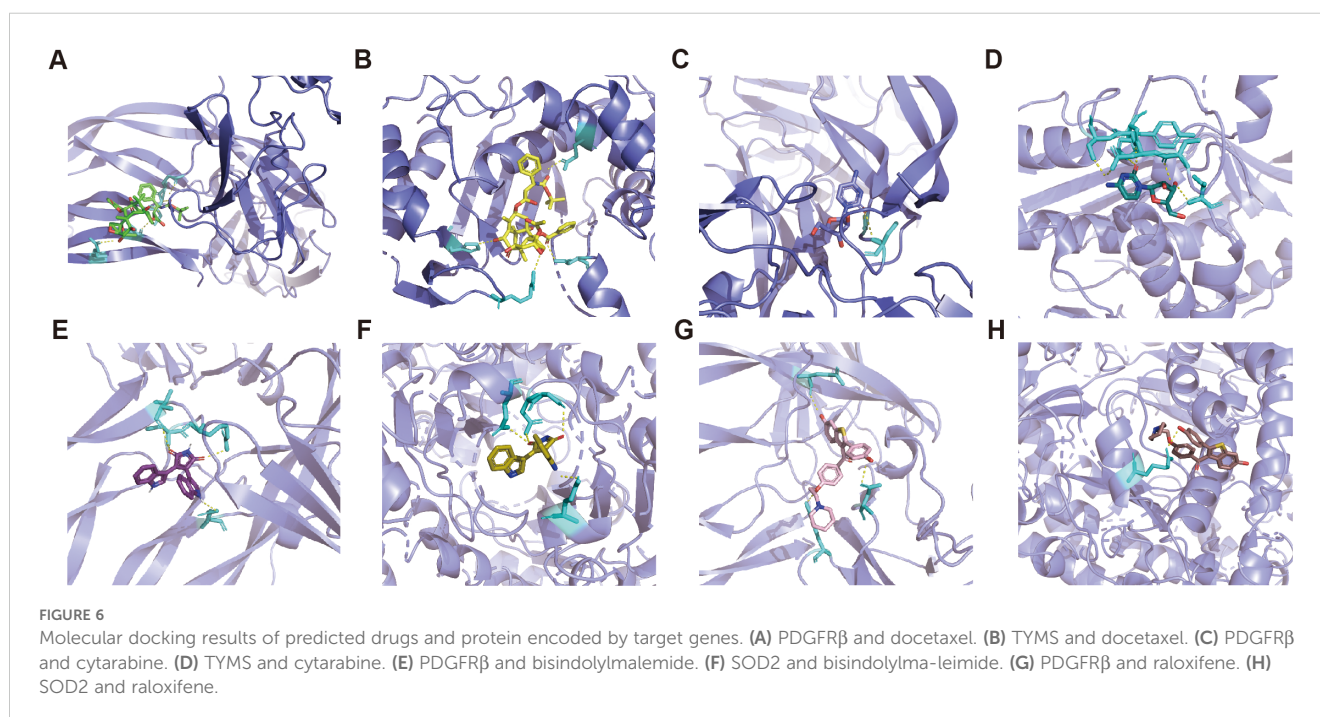 A
B
C
D
E
F
G
H
FIGURE 6
Molecular docking results of predicted drugs and protein encoded by target genes. (A) PDGFRβ and docetaxel. (B) TYMS and docetaxel. (C) PDGFRβ
and cytarabine. (D) TYMS and cytarabine. (E) PDGFRβ and bisindolylmalemide. (F) SOD2 and bisindolylma-leimide. (G) PDGFRβ and raloxifene. (H)
SOD2 and raloxifene.